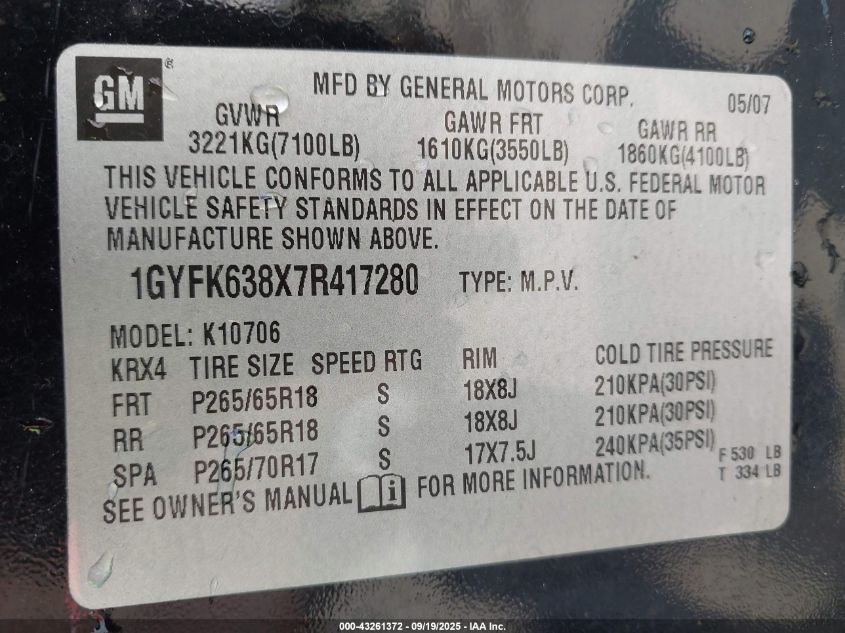 GM ®
MFD BY GENERAL MOTORS CORP. 05/07
GVWR GAWR FRT GAWR RR
3221KG(7100LB) 1610KG(3550LB) 1860KG(4100LB)
THIS VEHICLE CONFORMS TO ALL APPLICABLE U.S. FEDERAL MOTOR
VEHICLE SAFETY STANDARDS IN EFFECT ON THE DATE OF
MANUFACTURE SHOWN ABOVE.
1GYFK638X7R417280 TYPE: M.P.V.
MODEL: K10706
KRX4 TIRE SIZE SPEED RTG RIM COLD TIRE PRESSURE
FRT P265/65R18 S 18X8J 210KPA(30PSI)
RR P265/65R18 S 18X8J 210KPA(30PSI)
SPA P265/70R17 S 17X7.5J 240KPA(35PSI)
F 530 LB
T 334 LB
SEE OWNER'S MANUAL i FOR MORE INFORMATION.
000-43261372 - 09/19/2025 - IAA Inc.